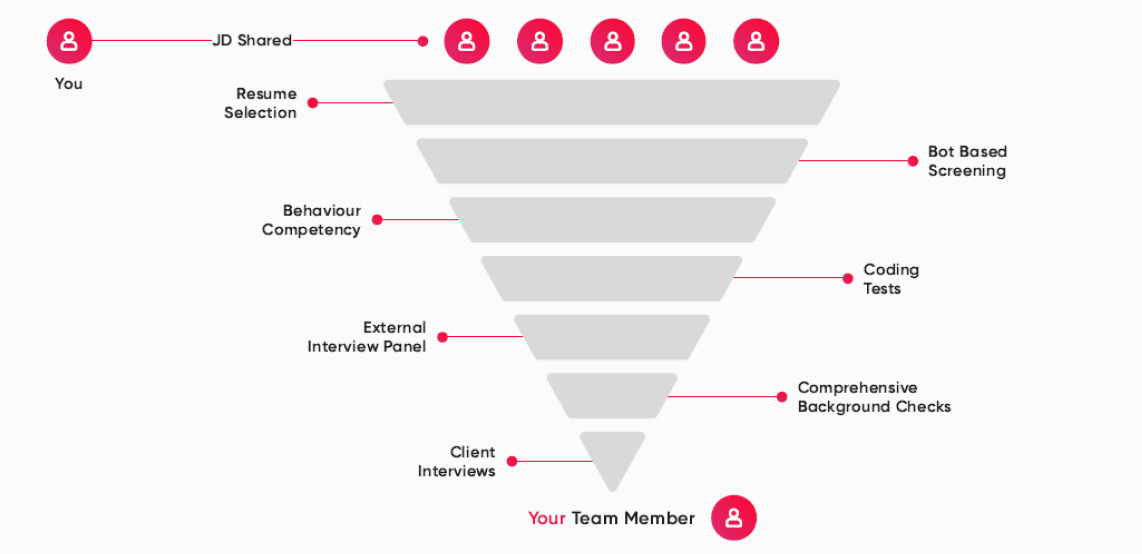 JD Shared
You
Resume
Selection
Bot Based
Screening
Behaviour
Competency
Coding
Tests
External
Interview Panel
Comprehensive
Background Checks
Client
Interviews
Your Team Member